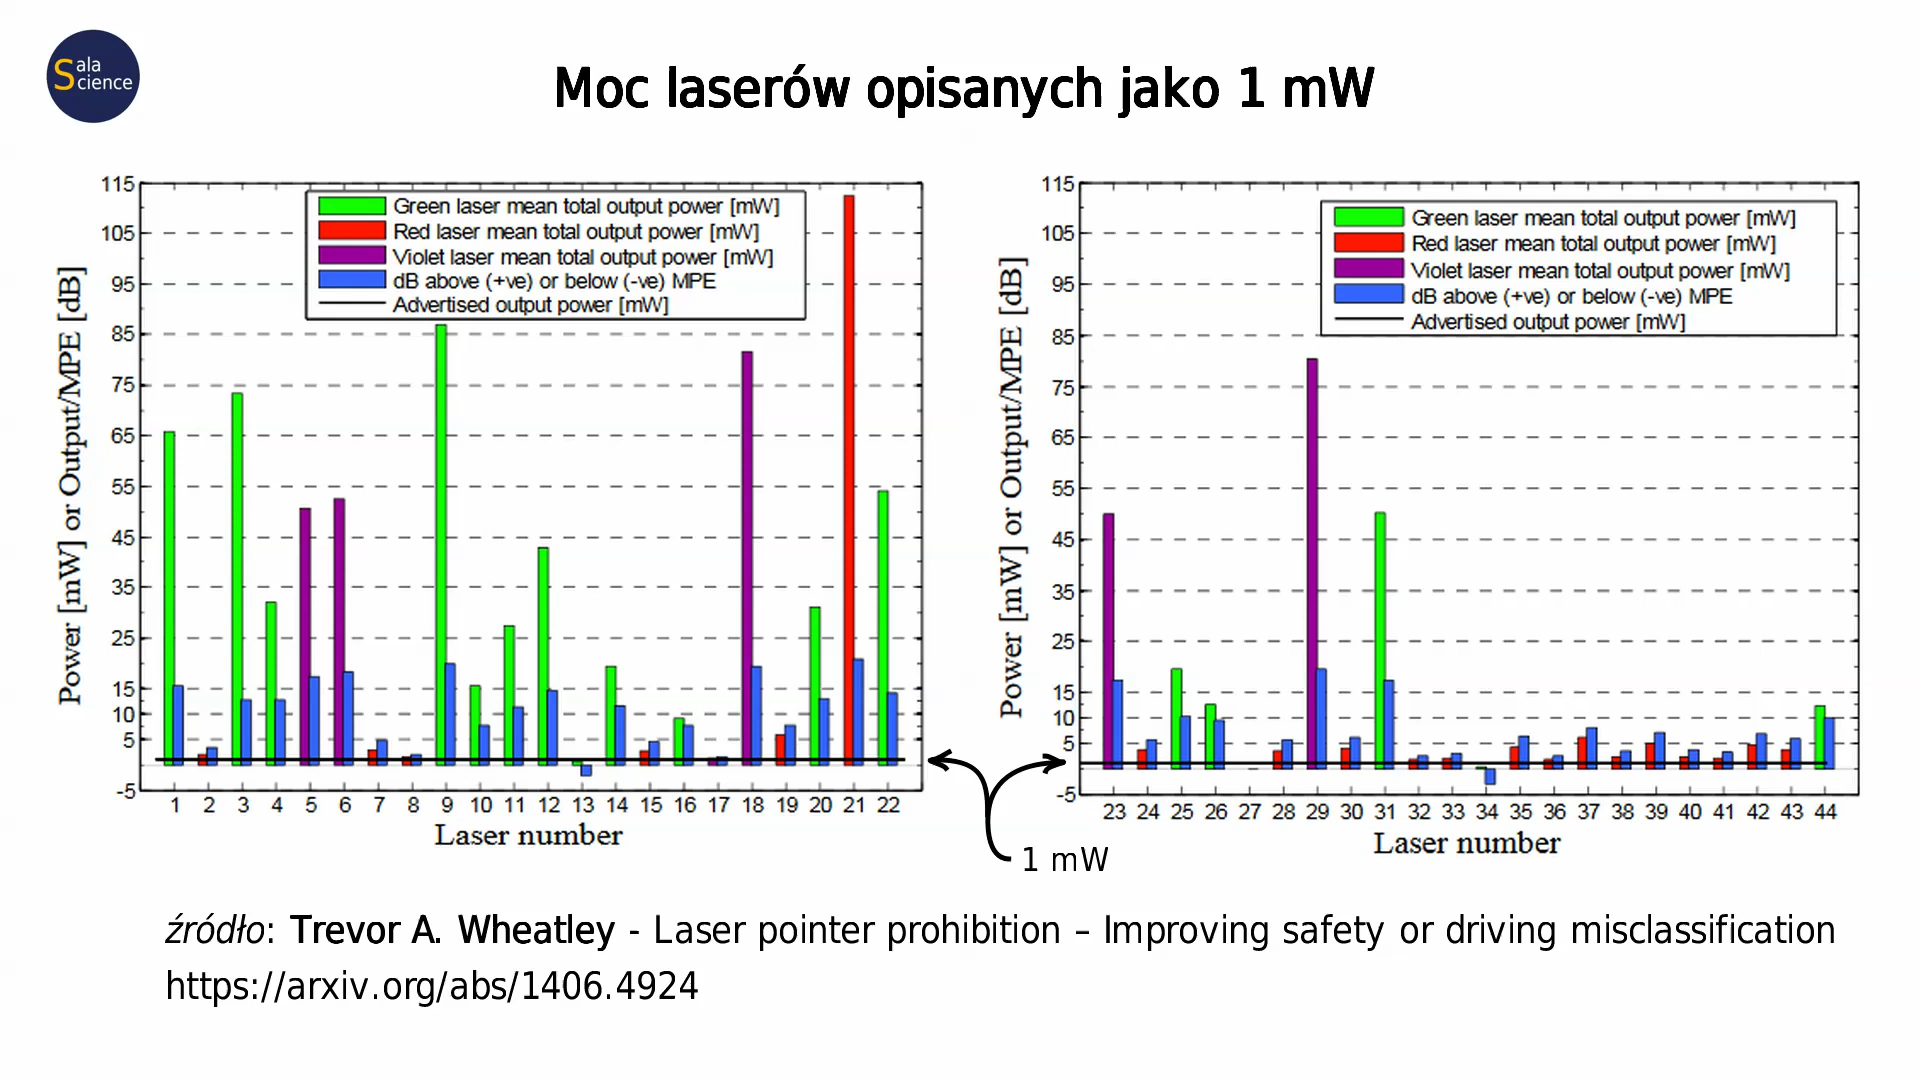 Sala
Science
Moc laserów opisanych jako 1 mW
Power [mW] or Output/MPE [dB]
115
105
95
85
75
65
55
45
35
25
15
10
5
-5
Green laser mean total output power [mW]
Red laser mean total output power [mW]
Violet laser mean total output power [mW]
dB above (+ve) or below (-ve) MPE
Advertised output power [mW]
1 2 3 4 5 6 7 8 9 10 11 12 13 14 15 16 17 18 19 20 21 22
Laser number
Power [mW] or Output/MPE [dB]
115
105
95
85
75
65
55
45
35
25
15
10
5
-5
Green laser mean total output power [mW]
Red laser mean total output power [mW]
Violet laser mean total output power [mW]
dB above (+ve) or below (-ve) MPE
Advertised output power [mW]
23 24 25 26 27 28 29 30 31 32 33 34 35 36 37 38 39 40 41 42 43 44
Laser number
1 mW
źródło: Trevor A. Wheatley - Laser pointer prohibition – Improving safety or driving misclassification
https://arxiv.org/abs/1406.4924